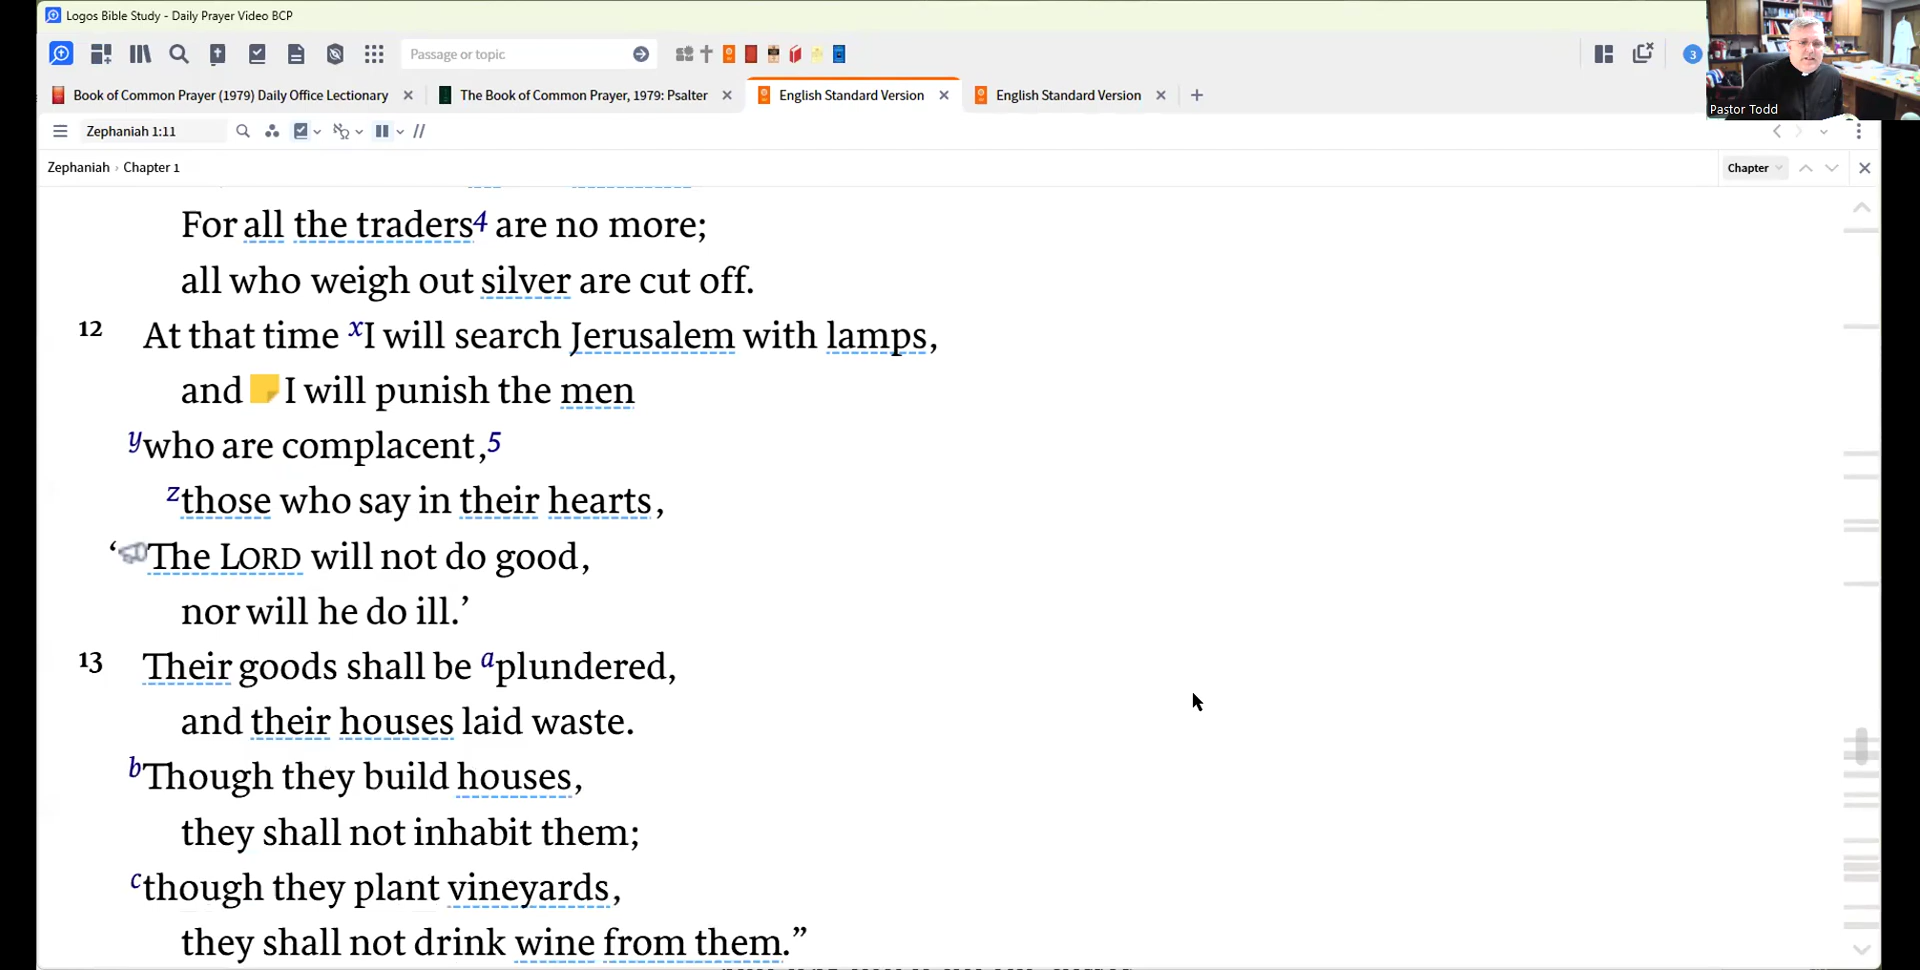 Logos Bible Study - Daily Prayer Video BCP
Passage or topic
3
Book of Common Prayer (1979) Daily Office Lectionary
The Book of Common Prayer, 1979: Psalter
English Standard Version
English Standard Version
Pastor Todd
Zephaniah 1:11
Zephaniah › Chapter 1
Chapter
For all the traders4 are no more;
all who weigh out silver are cut off.
12 At that time xI will search Jerusalem with lamps,
and I will punish the men
ywho are complacent,5
zthose who say in their hearts,
‘The LORD will not do good,
nor will he do ill.’
13 Their goods shall be aplundered,
and their houses laid waste.
bThough they build houses,
they shall not inhabit them;
cthough they plant vineyards,
they shall not drink wine from them.”